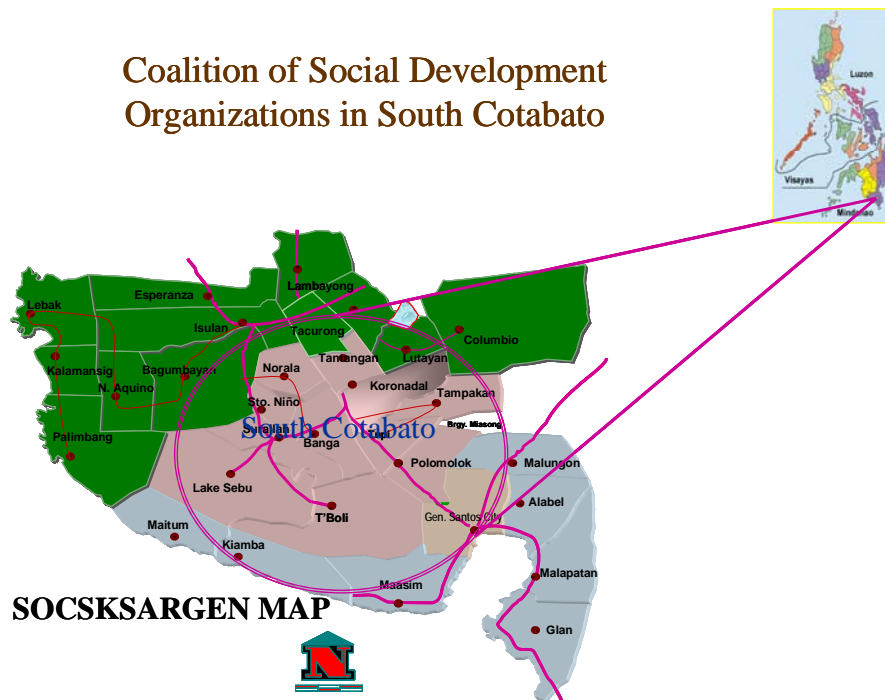 Coalition of Social Development
Organizations in South Cotabato
Luzon
Visayas
Mindanao
Lambayong
Esperanza
Lebak
Isulan
Tacurong
Columbio
Lutayan
Tantangan
Kalamansig
Bagumbayan
Norala
Koronadal
N. Aquino
Tampakan
Sto. Niño
Surallah
South Cotabato
Brgy. Miasong
Tupi
Palimbang
Banga
Polomolok
Malungon
Lake Sebu
Alabel
T'Boli
Gen. Santos City
Maitum
Kiamba
Malapatan
Maasim
SOCSKSARGEN MAP
Glan
N